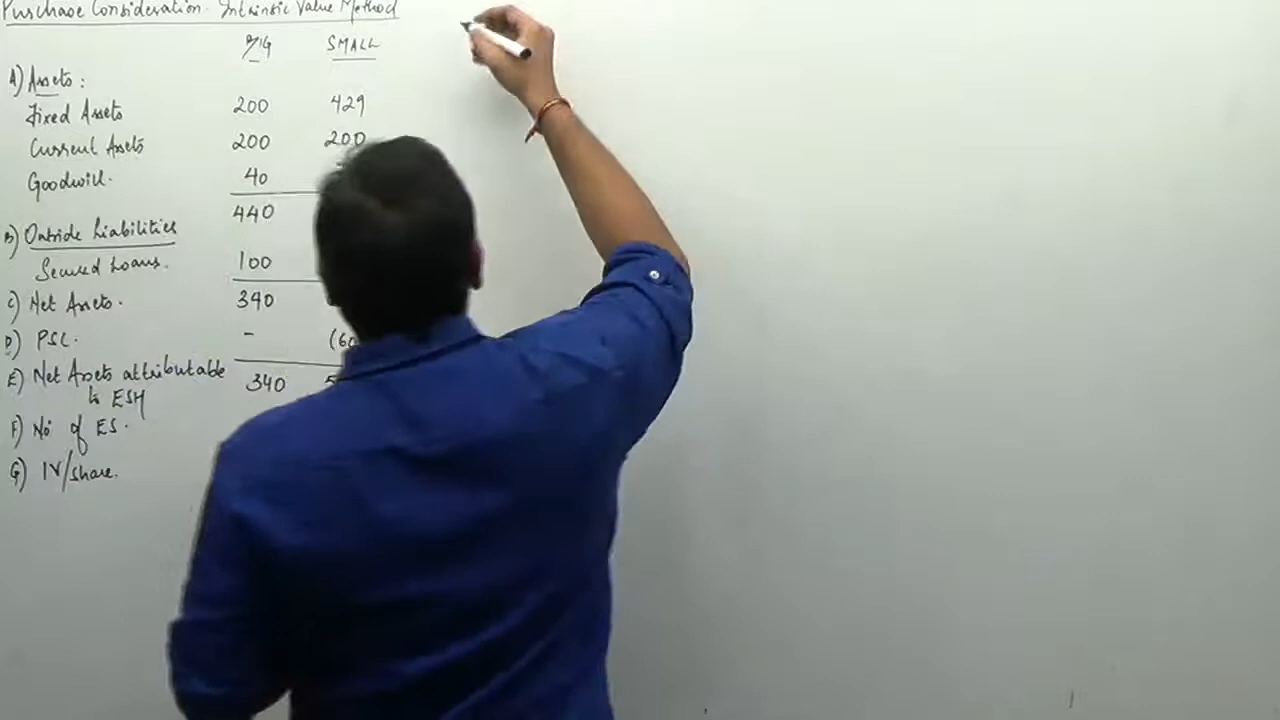 Purchase Consideration - Intrinsic Value Method
BIG SMALL
A) Assets:
Fixed Assets 200 429
Current Assets 200 200
Goodwill. 40
440
B) Outside Liabilities
Secured Loans. 100
C) Net Assets. 340
D) PSC. - (60
E) Net Assets attributable 340 5
to ESH
F) No of ES.
G) IV/share.